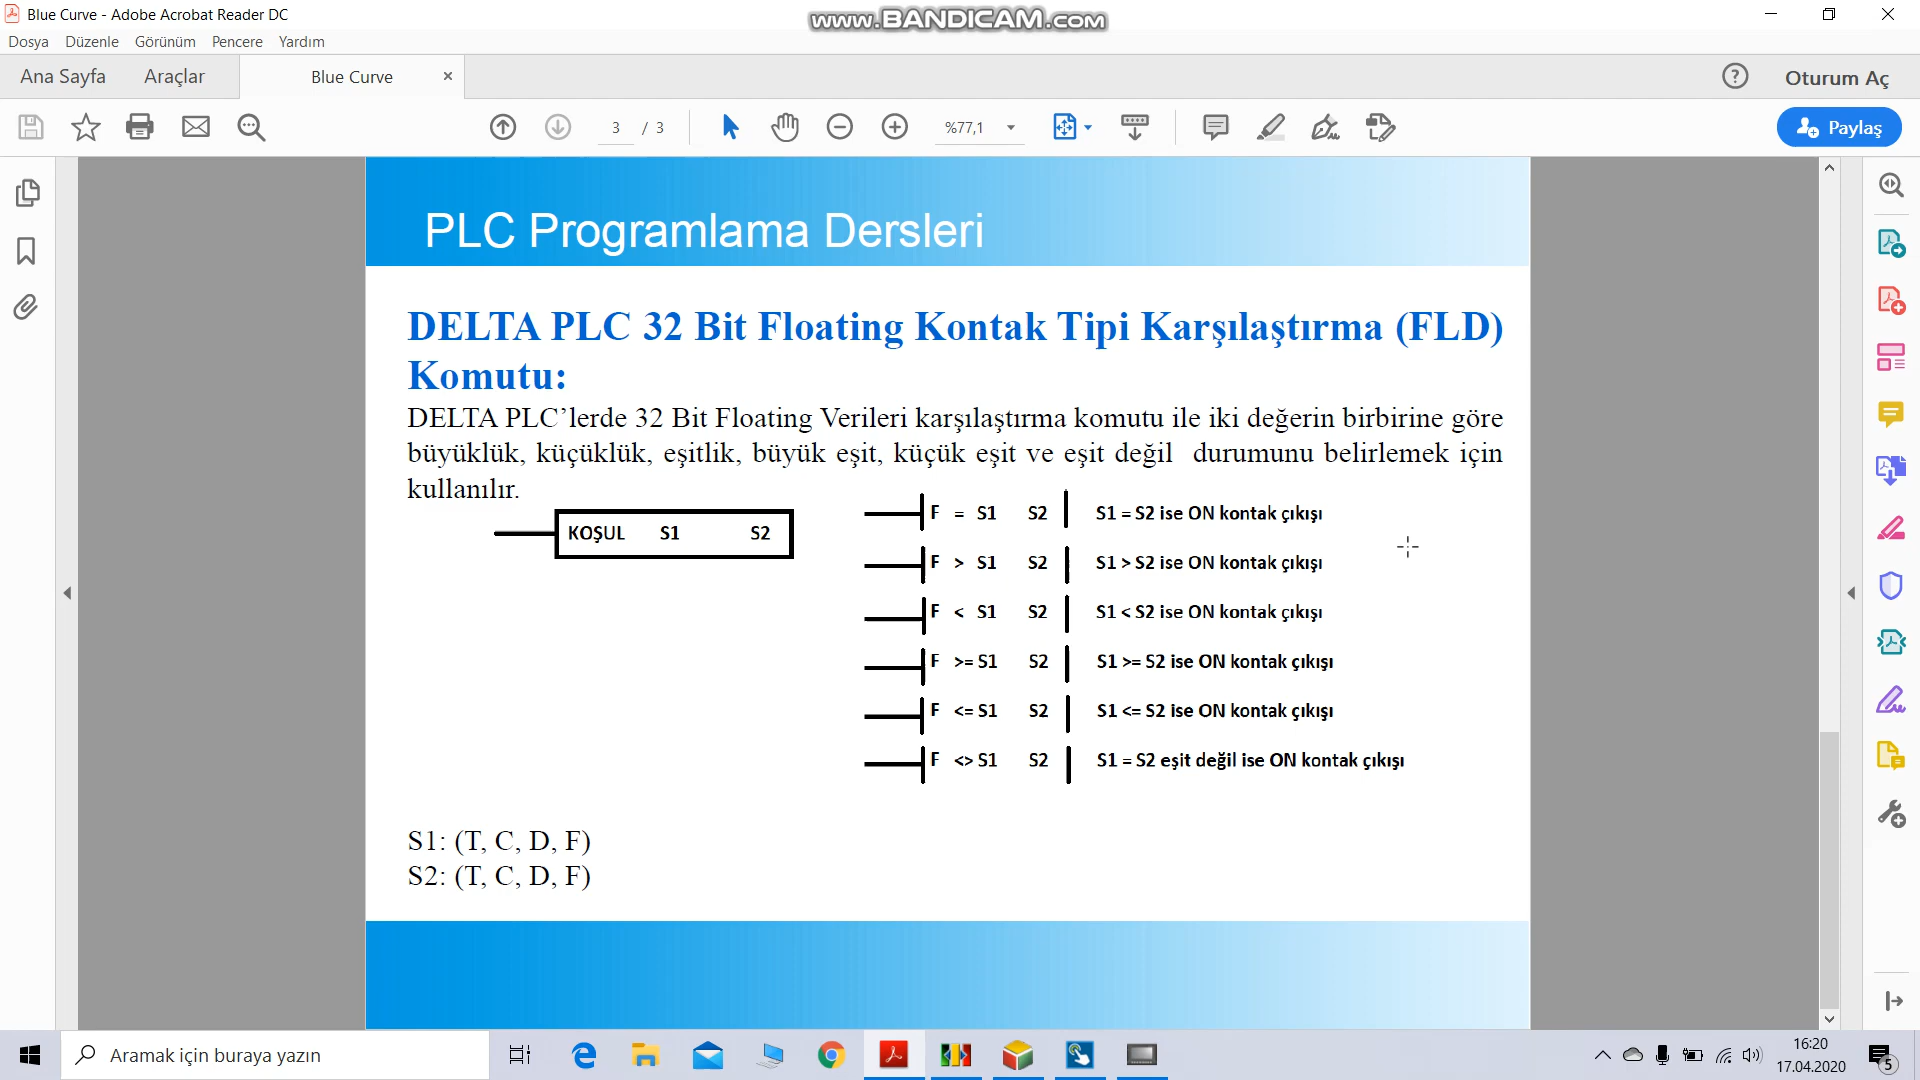 Blue Curve - Adobe Acrobat Reader DC
www.BANDICAM.com
Dosya Düzenle Görünüm Pencere Yardım
Ana Sayfa Araçlar Blue Curve × Oturum Aç
3 / 3 %77,1 Paylaş
PLC Programlama Dersleri
DELTA PLC 32 Bit Floating Kontak Tipi Karşılaştırma (FLD)
Komutu:
DELTA PLC’lerde 32 Bit Floating Verileri karşılaştırma komutu ile iki değerin birbirine göre
büyüklük, küçüklük, eşitlik, büyük eşit, küçük eşit ve eşit değil durumunu belirlemek için
kullanılır.
KOŞUL S1 S2
F = S1 S2 S1 = S2 ise ON kontak çıkışı
F > S1 S2 S1 > S2 ise ON kontak çıkışı
F < S1 S2 S1 < S2 ise ON kontak çıkışı
F >= S1 S2 S1 >= S2 ise ON kontak çıkışı
F <= S1 S2 S1 <= S2 ise ON kontak çıkışı
F <> S1 S2 S1 = S2 eşit değil ise ON kontak çıkışı
S1: (T, C, D, F)
S2: (T, C, D, F)
Aramak için buraya yazın
16:20
17.04.2020
5